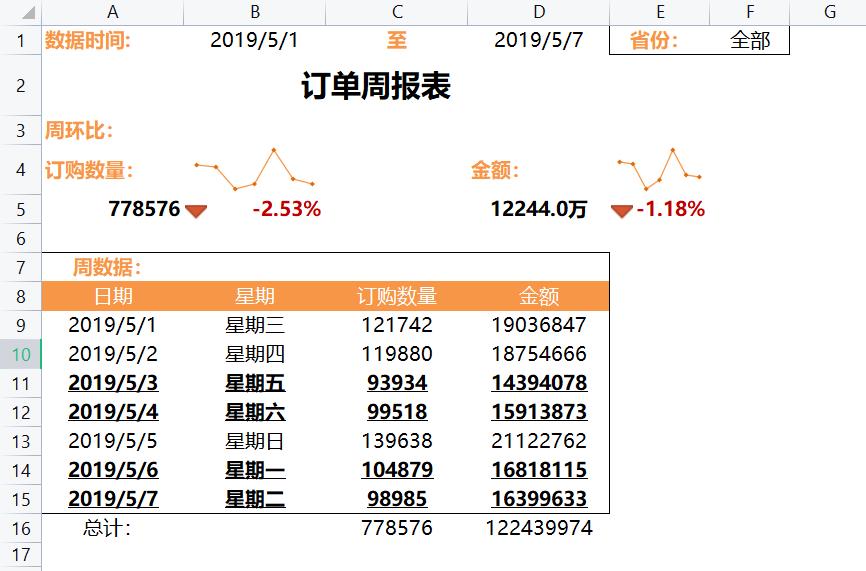 A B C D E F G
1 数据时间: 2019/5/1 至 2019/5/7 省份: 全部
2 订单周报表
3 周环比:
4 订购数量: 金额:
5 778576 -2.53% 12244.0万 -1.18%
6
7 周数据:
8 日期 星期 订购数量 金额
9 2019/5/1 星期三 121742 19036847
10 2019/5/2 星期四 119880 18754666
11 2019/5/3 星期五 93934 14394078
12 2019/5/4 星期六 99518 15913873
13 2019/5/5 星期日 139638 21122762
14 2019/5/6 星期一 104879 16818115
15 2019/5/7 星期二 98985 16399633
16 总计: 778576 122439974
17